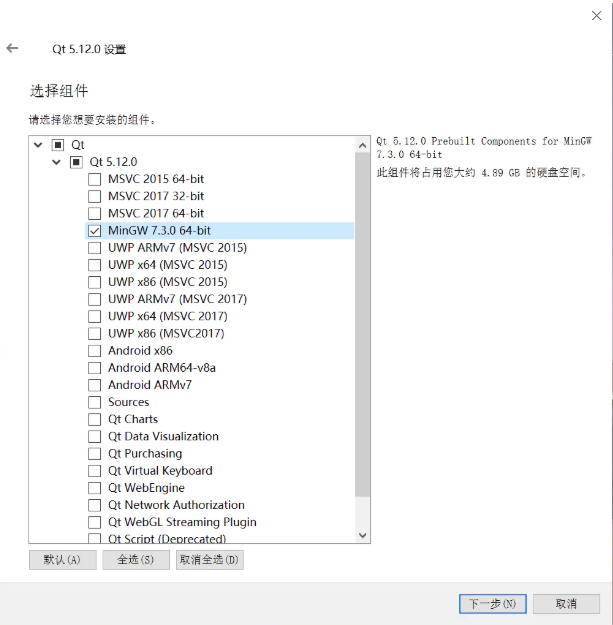 Qt 5.12.0 设置
选择组件
请选择您想要安装的组件。
Qt
Qt 5.12.0
MSVC 2015 64-bit
MSVC 2017 32-bit
MSVC 2017 64-bit
MinGW 7.3.0 64-bit
UWP ARMv7 (MSVC 2015)
UWP x64 (MSVC 2015)
UWP x86 (MSVC 2015)
UWP ARMv7 (MSVC 2017)
UWP x64 (MSVC 2017)
UWP x86 (MSVC2017)
Android x86
Android ARM64-v8a
Android ARMv7
Sources
Qt Charts
Qt Data Visualization
Qt Purchasing
Qt Virtual Keyboard
Qt WebEngine
Qt Network Authorization
Qt WebGL Streaming Plugin
Qt Script (Deprecated)
Qt 5.12.0 Prebuilt Components for MinGW
7.3.0 64-bit
此组件将占用您大约 4.89 GB 的硬盘空间。
默认(A) 全选(S) 取消全选(D)
下一步(N) 取消